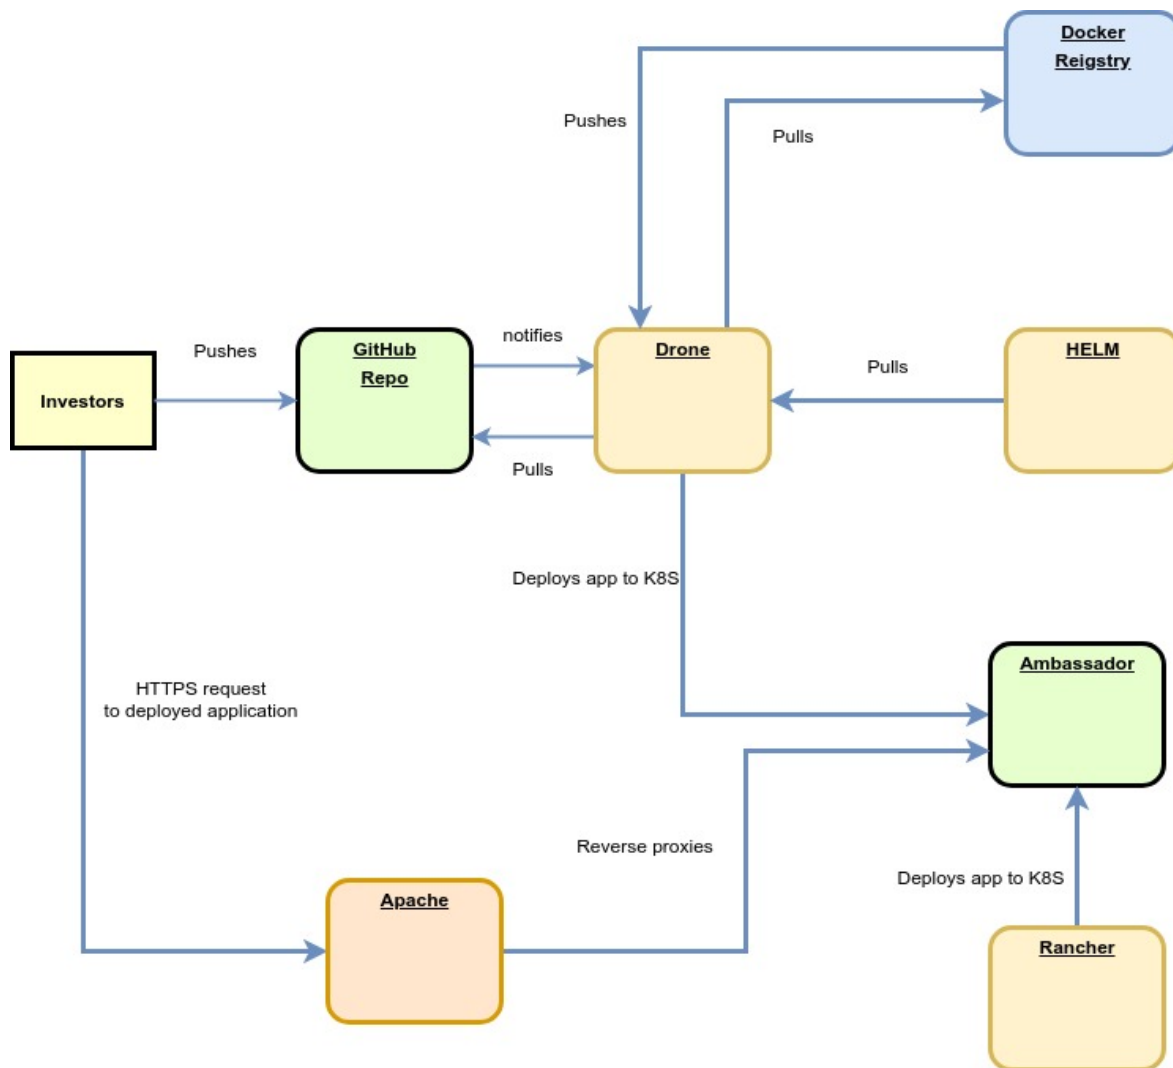 Docker
Reigstry
Pushes
Pulls
Pushes
GitHub
Repo
notifies
Drone
Pulls
HELM
Investors
Pulls
Deploys app to K8S
Ambassador
HTTPS request
to deployed application
Reverse proxies
Apache
Deploys app to K8S
Rancher